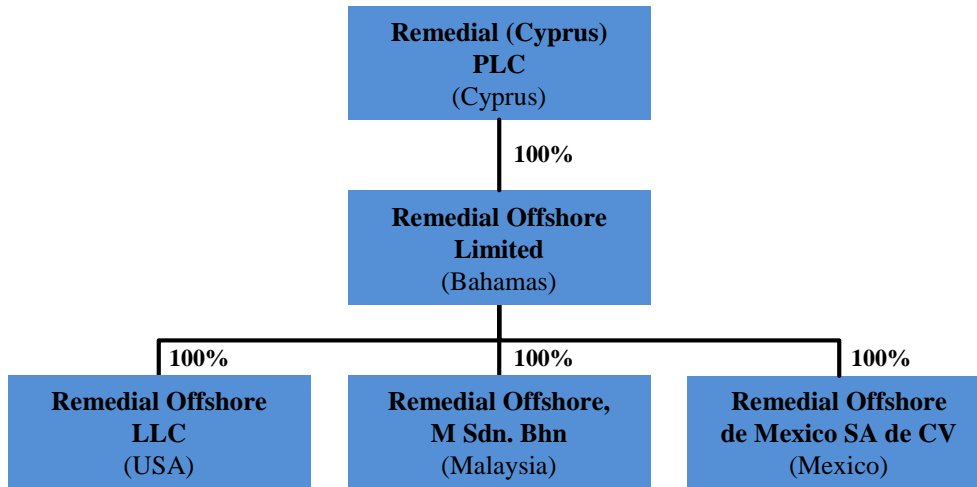 Remedial (Cyprus)
PLC
(Cyprus)
100%
Remedial Offshore
Limited
(Bahamas)
100%
100%
100%
Remedial Offshore
LLC
(USA)
Remedial Offshore,
M Sdn. Bhn
(Malaysia)
Remedial Offshore
de Mexico SA de CV
(Mexico)